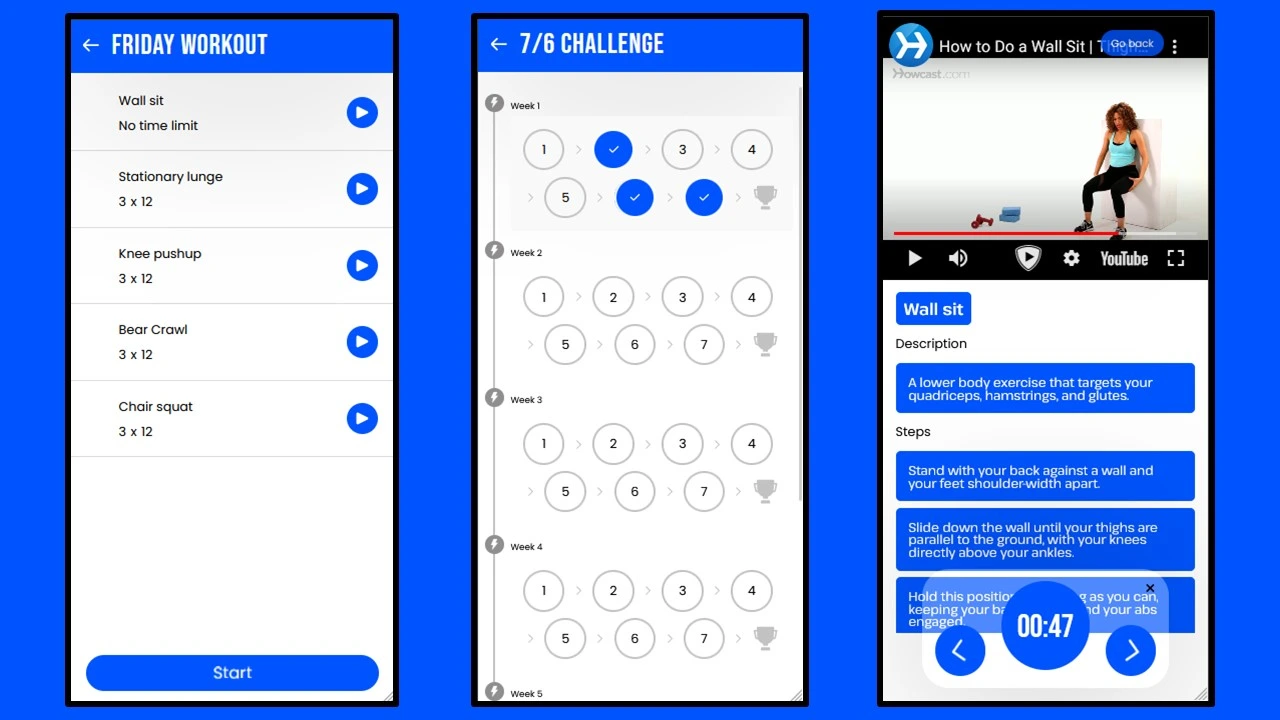 FRIDAY WORKOUT
Wall sit
No time limit
Stationary lunge
3 x 12
Knee pushup
3 x 12
Bear Crawl
3 x 12
Chair squat
3 x 12
Start
7/6 CHALLENGE
Week 1
1
3
4
5
Week 2
1
2
3
4
5
6
7
Week 3
1
2
3
4
5
6
7
Week 4
1
2
3
4
5
6
7
Week 5
How to Do a Wall Sit |
Go back
Howcast.com
YouTube
Wall sit
Description
A lower body exercise that targets your
quadriceps, hamstrings, and glutes.
Steps
Stand with your back against a wall and
your feet shoulder-width apart.
Slide down the wall until your thighs are
parallel to the ground, with your knees
directly above your ankles.
Hold this as you can,
keeping your your abs
engaged.
00:47